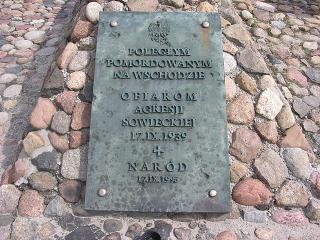 POLEGŁYM
POMORDOWANYM
NA WSCHODZIE
OFIAROM
AGRESJI
SOWIECKIEJ
17.IX.1939
NARÓD
17.IX.1995